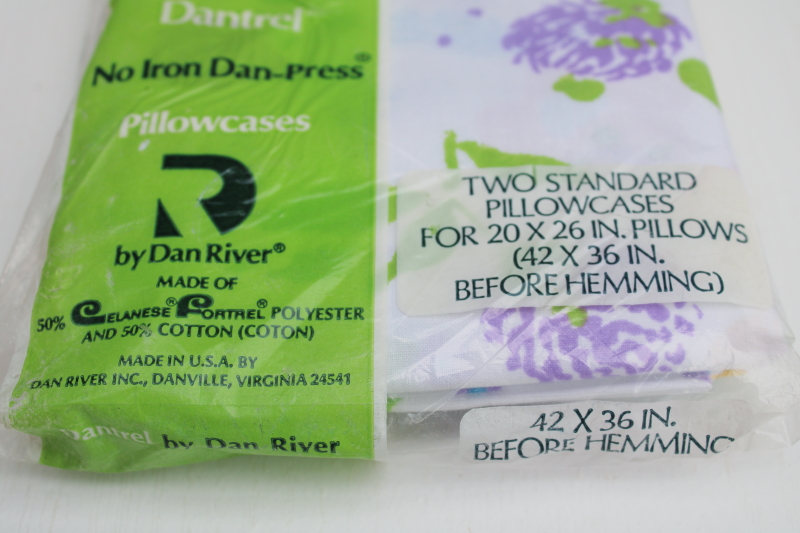 Dantrel
No Iron Dan-Press®
Pillowcases
by Dan River®
MADE OF
50% Celanese® Fortrel® POLYESTER
AND 50% COTTON (COTON)
MADE IN U.S.A. BY
DAN RIVER INC., DANVILLE, VIRGINIA 24541
Dantrel by Dan River
TWO STANDARD
PILLOWCASES
FOR 20 X 26 IN. PILLOWS
(42 X 36 IN.
BEFORE HEMMING)
42 X 36 IN.
BEFORE HEMMING